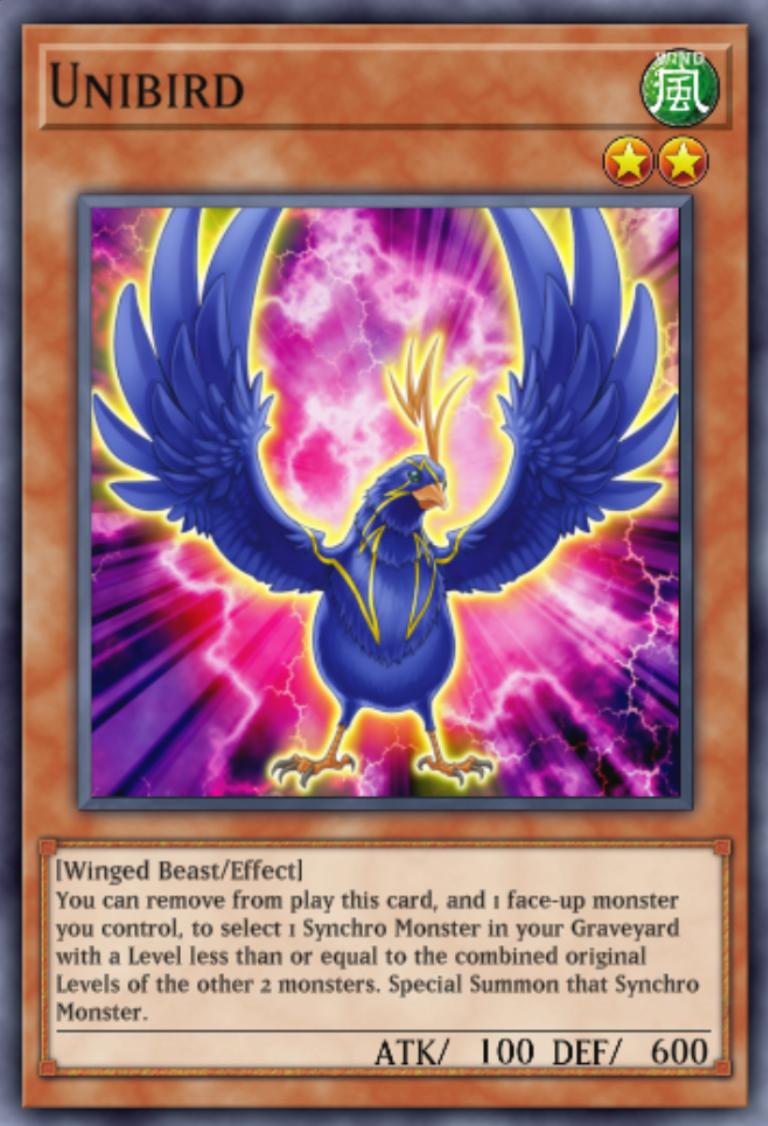 Unibird
WIND
風
[Winged Beast/Effect]
You can remove from play this card, and 1 face-up monster
you control, to select 1 Synchro Monster in your Graveyard
with a Level less than or equal to the combined original
Levels of the other 2 monsters. Special Summon that Synchro
Monster.
ATK/ 100 DEF/ 600